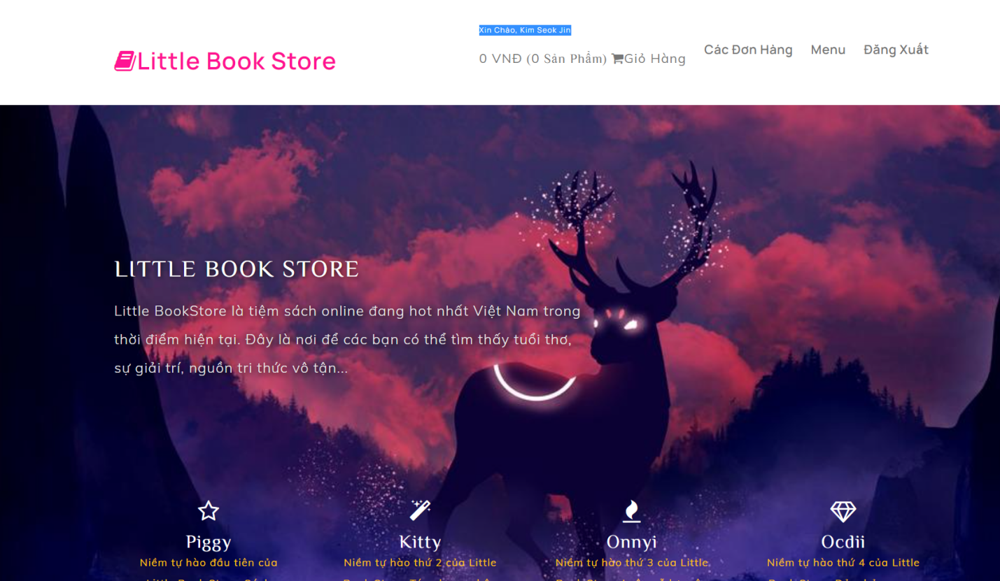 Xin Chào, Kim Seok Jin
Little Book Store
0 VNĐ (0 Sản Phẩm) Giỏ Hàng
Các Đơn Hàng
Menu
Đăng Xuất
LITTLE BOOK STORE
Little BookStore là tiệm sách online đang hot nhất Việt Nam trong
thời điểm hiện tại. Đây là nơi để các bạn có thể tìm thấy tuổi thơ,
sự giải trí, nguồn tri thức vô tận...
Piggy
Niềm tự hào đầu tiên của
Kitty
Niềm tự hào thứ 2 của Little
Onnyi
Niềm tự hào thứ 3 của Little
Ocdii
Niềm tự hào thứ 4 của Little